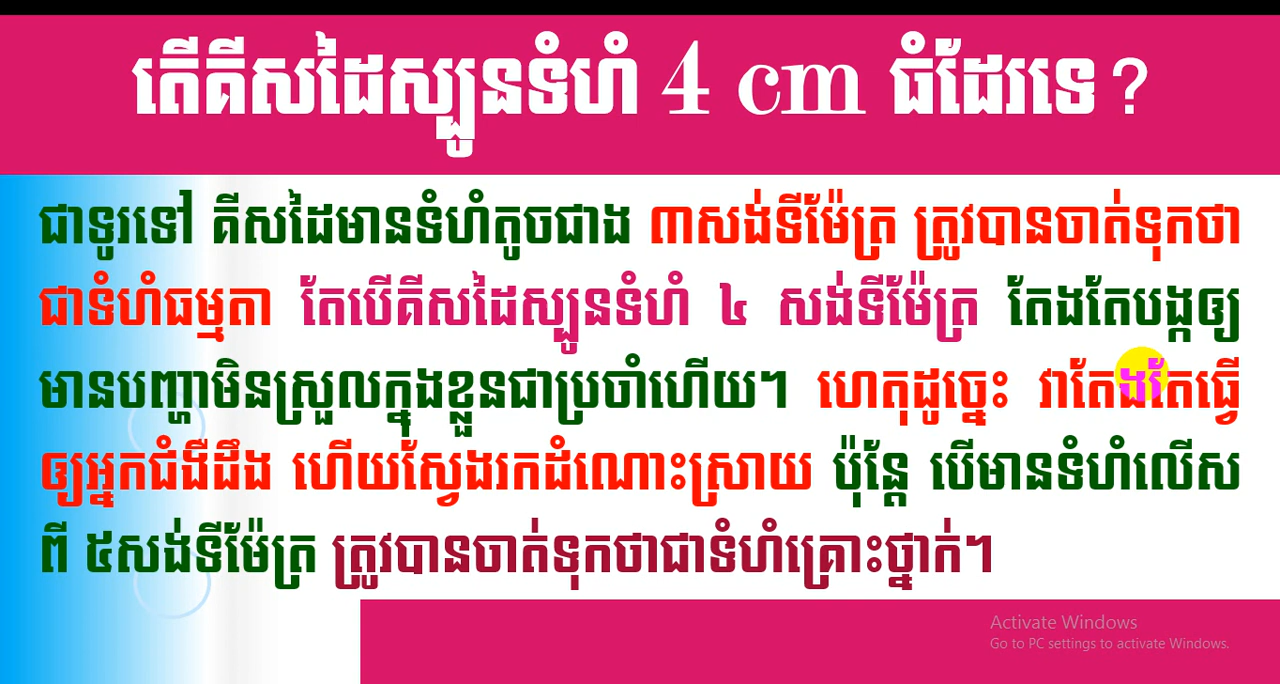 តើគីសដៃស្បូនទំហំ 4 cm ធំដែរទេ?
ជាទូរទៅ គីសដៃមានទំហំតូចជាង ៣សង់ទីម៉ែត្រ ត្រូវបានចាត់ទុកថា
ជាទំហំធម្មតា តែបើគីសដៃស្បូនទំហំ ៤ សង់ទីម៉ែត្រ តែងតែបង្កឲ្យ
មានបញ្ហាមិនស្រួលក្នុងខ្លួនជាប្រចាំហើយ។ ហេតុដូច្នេះ វាតែងតែធ្វើ
ឲ្យអ្នកជំងឺដឹង ហើយស្វែងរកដំណោះស្រាយ ប៉ុន្តែ បើមានទំហំលើស
ពី ៥សង់ទីម៉ែត្រ ត្រូវបានចាត់ទុកថាជាទំហំគ្រោះថ្នាក់។
Activate Windows
Go to PC settings to activate Windows.